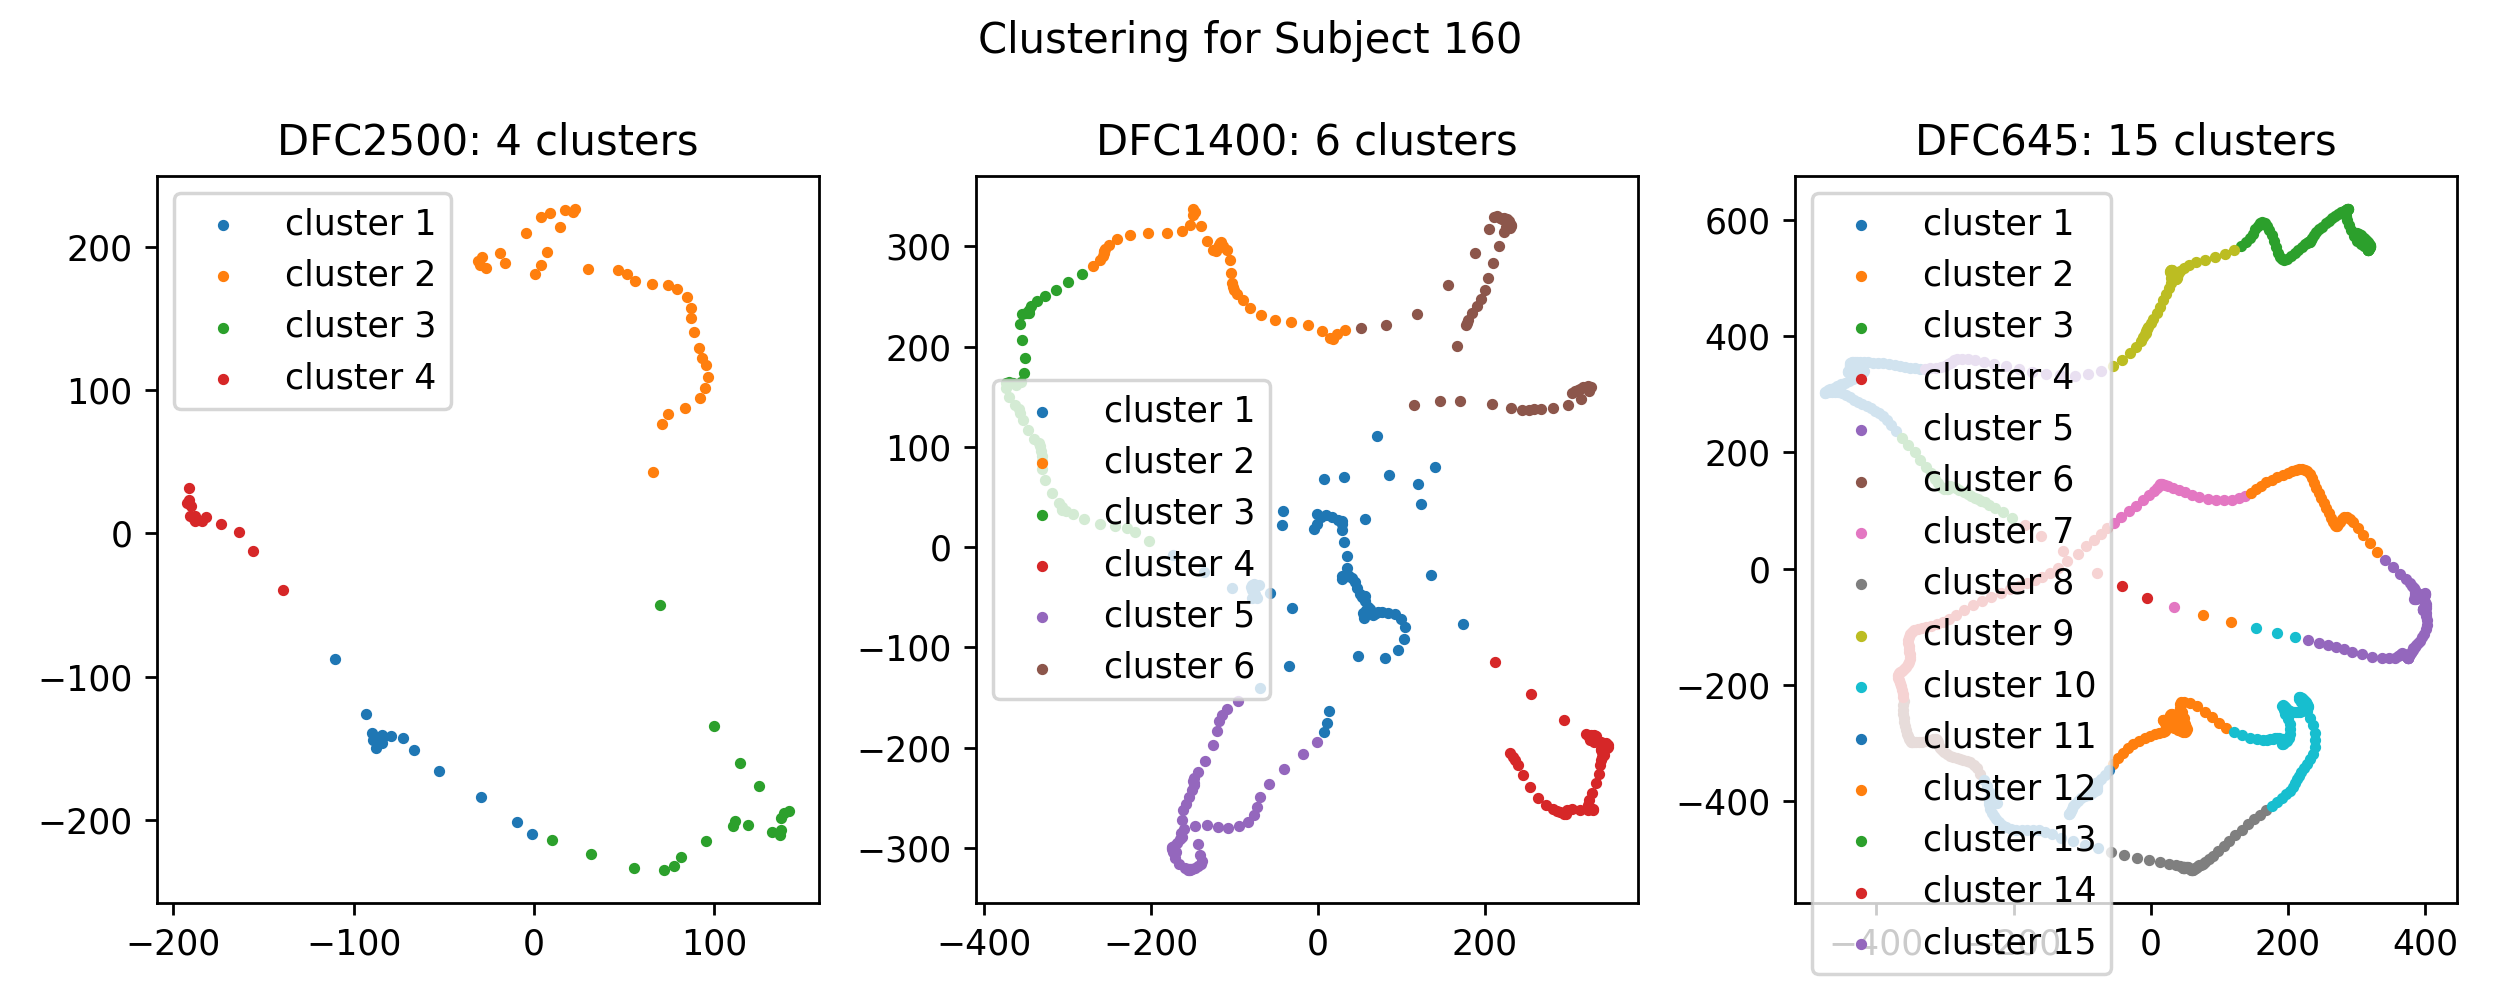 Clustering for Subject 160
DFC2500: 4 clusters
200
100
0
−100
−200
−200
−100
0
100
cluster 1
cluster 2
cluster 3
cluster 4
DFC1400: 6 clusters
300
200
100
0
−100
−200
−300
−400
−200
0
200
cluster 1
cluster 2
cluster 3
cluster 4
cluster 5
cluster 6
DFC645: 15 clusters
600
400
200
0
−200
−400
−400
−200
0
200
400
cluster 1
cluster 2
cluster 3
cluster 4
cluster 5
cluster 6
cluster 7
cluster 8
cluster 9
cluster 10
cluster 11
cluster 12
cluster 13
cluster 14
cluster 15